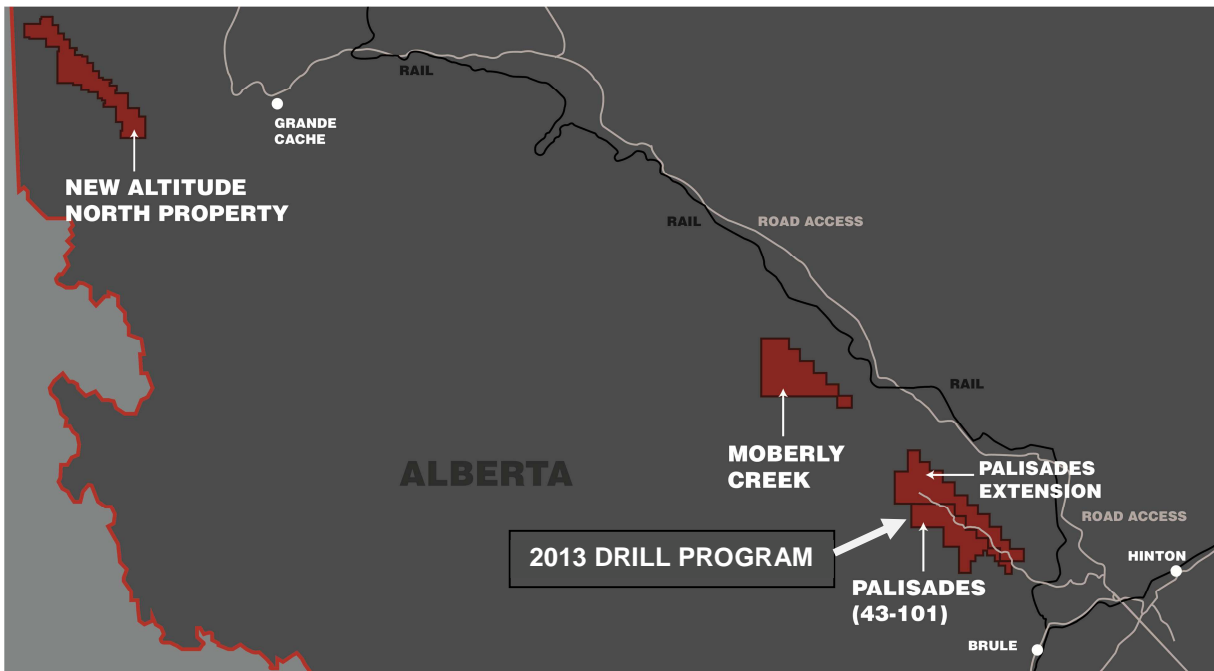 RAIL
GRANDE
CACHE
NEW ALTITUDE
NORTH PROPERTY
RAIL
ROAD ACCESS
RAIL
MOBERLY
CREEK
ALBERTA
PALISADES
EXTENSION
ROAD ACCESS
2013 DRILL PROGRAM
HINTON
PALISADES
(43-101)
BRULE